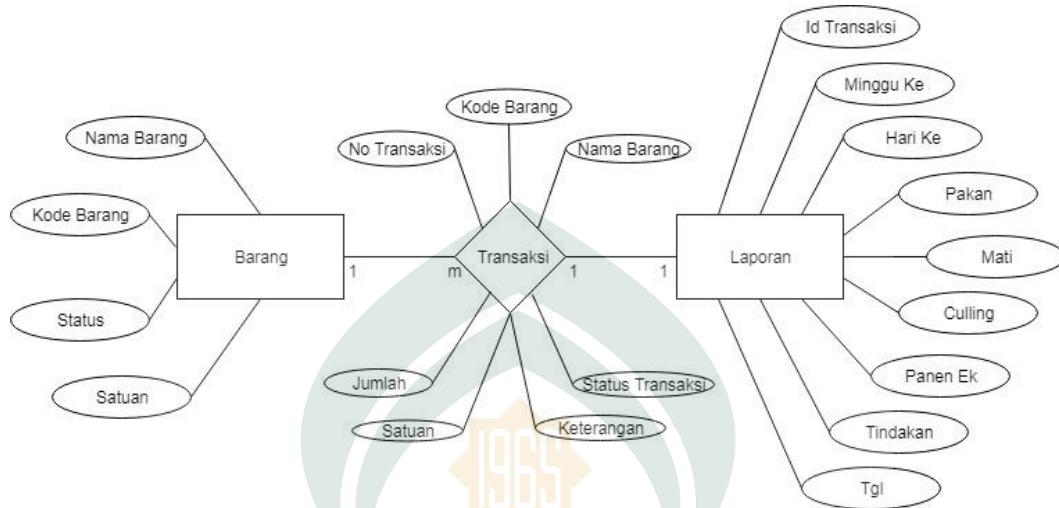 Id Transaksi
Minggu Ke
Kode Barang
Nama Barang
No Transaksi
Nama Barang
Hari Ke
Pakan
Kode Barang
Barang
Transaksi
Laporan
Mati
1
m
1
1
Status
Culling
Jumlah
Status Transaksi
Panen Ek
Satuan
Satuan
Keterangan
Tindakan
1965
Tgl